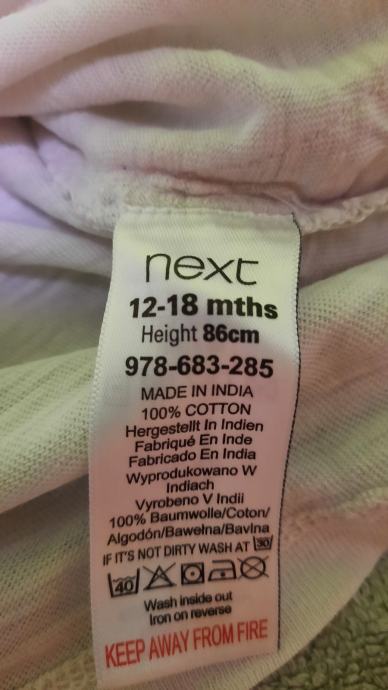 next
12-18 mths
Height 86cm
978-683-285
MADE IN INDIA
100% COTTON
Hergestellt In Indien
Fabriqué En Inde
Fabricado En India
Wyprodukowano W
Indiach
Vyrobeno V Indii
100% Baumwolle/Coton/
Algodón/Bawełna/Bavlna
IF IT'S NOT DIRTY WASH AT 30
40
Wash inside out
Iron on reverse
KEEP AWAY FROM FIRE